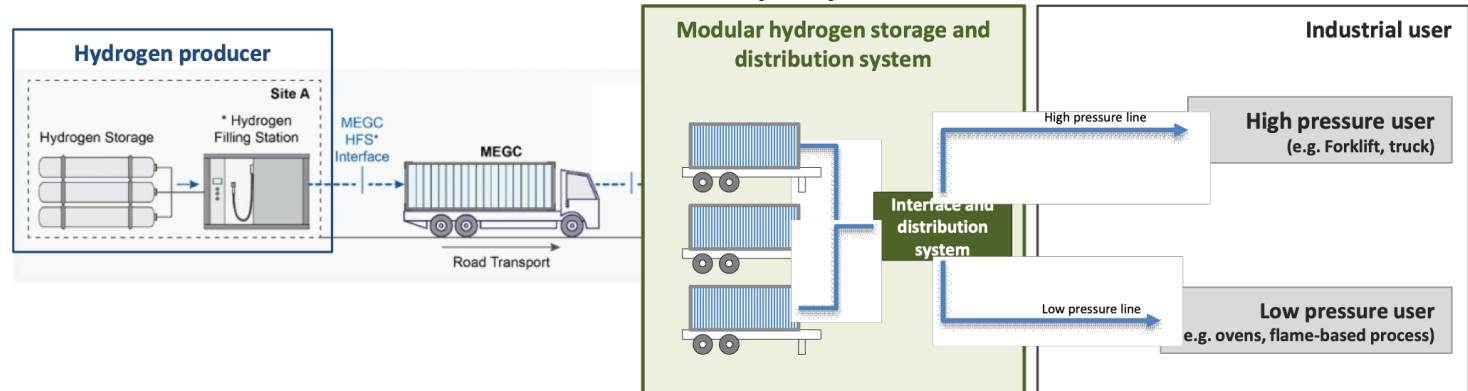 Hydrogen producer
Site A
* Hydrogen
Filling Station
Hydrogen Storage
MEGC
HFS*
Interface
MEGC
Road Transport
Modular hydrogen storage and
distribution system
Interface and
distribution
system
High pressure line
Low pressure line
Industrial user
High pressure user
(e.g. Forklift, truck)
Low pressure user
e.g. ovens, flame-based process)